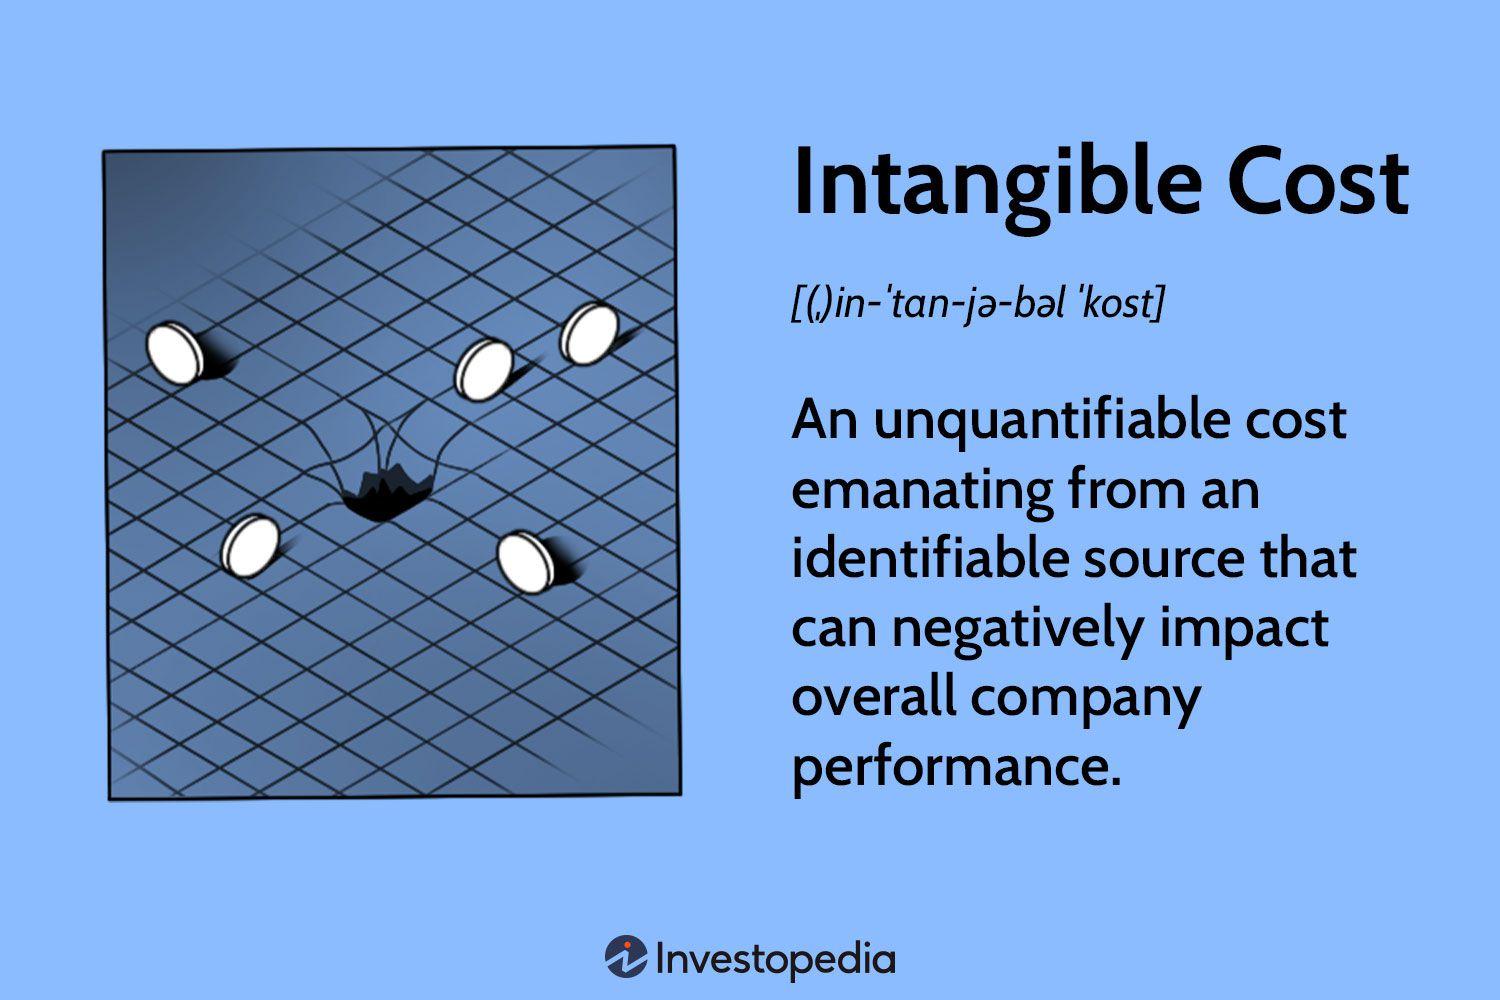 Intangible Cost
[(ˌ)in-ˈtan-jə-bəl ˈkost]
An unquantifiable cost
emanating from an
identifiable source that
can negatively impact
overall company
performance.
Investopedia